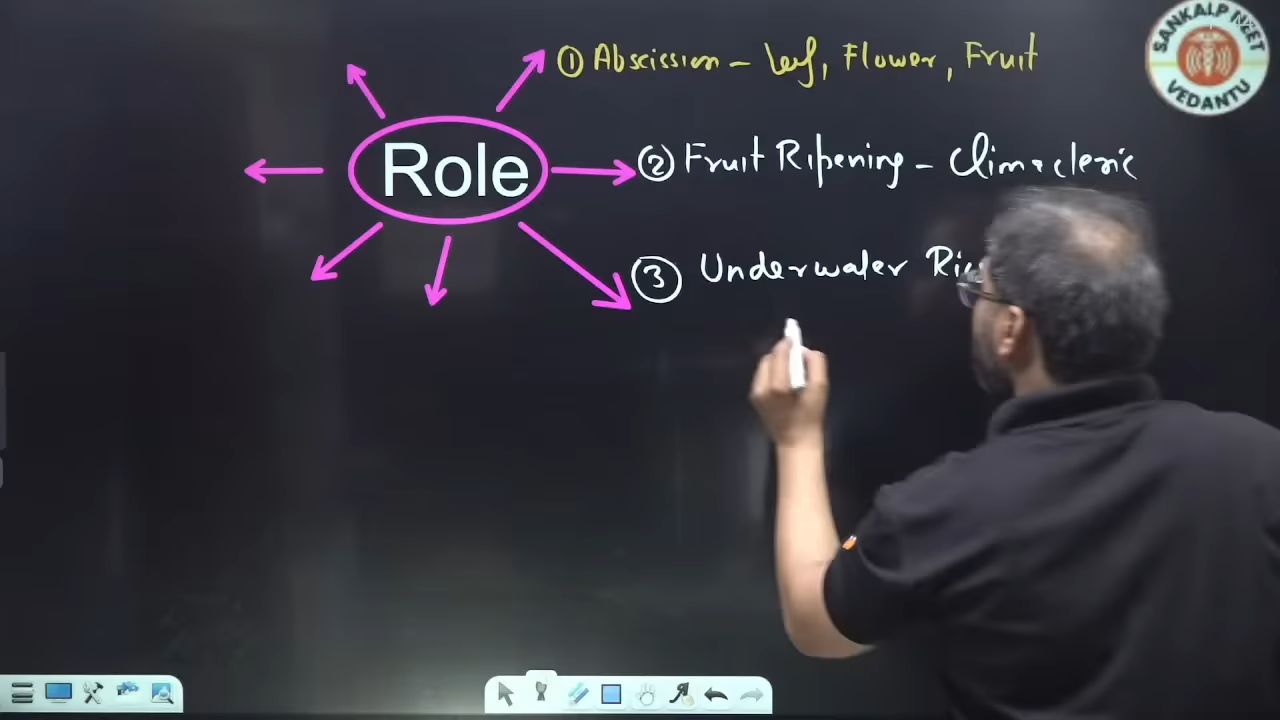 ① Abscission - Leaf, Flower, Fruit
Role
② Fruit Ripening - Climacteric
③ Underwater
SANKALP NEET
VEDANTU